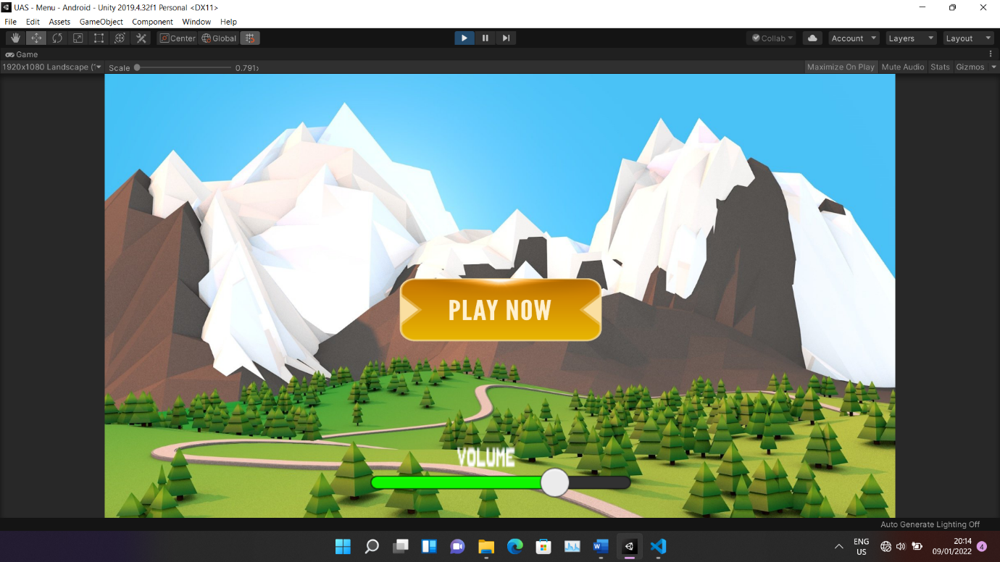 UAS - Menu - Android - Unity 2019.4.32f1 Personal <DX11>
File Edit Assets GameObject Component Window Help
Center Global Collab Account Layers Layout
Game
1920x1080 Landscape (1 Scale 0.791x Maximize On Play Mute Audio Stats Gizmos
PLAY NOW
VOLUME
Auto Generate Lighting Off
ENG 20:14
US 09/01/2022 4